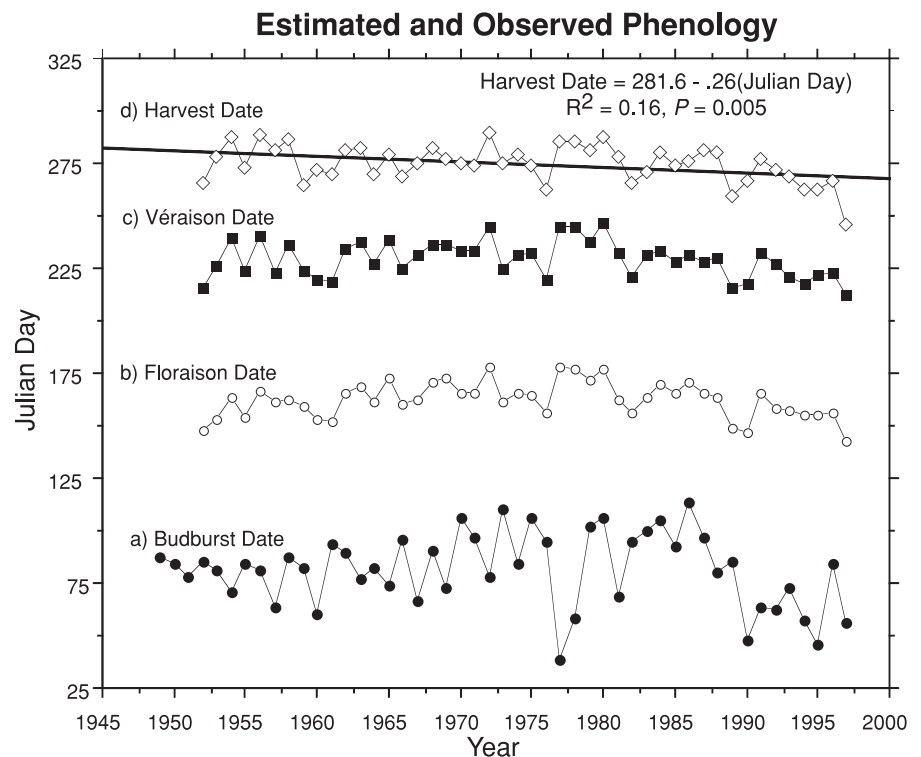 Estimated and Observed Phenology
325
Harvest Date = 281.6 - .26(Julian Day)
R² = 0.16, P = 0.005
d) Harvest Date
275
c) Véraison Date
225
Julian Day
175
b) Floraison Date
125
a) Budburst Date
75
25
1945 1950 1955 1960 1965 1970 1975 1980 1985 1990 1995 2000
Year